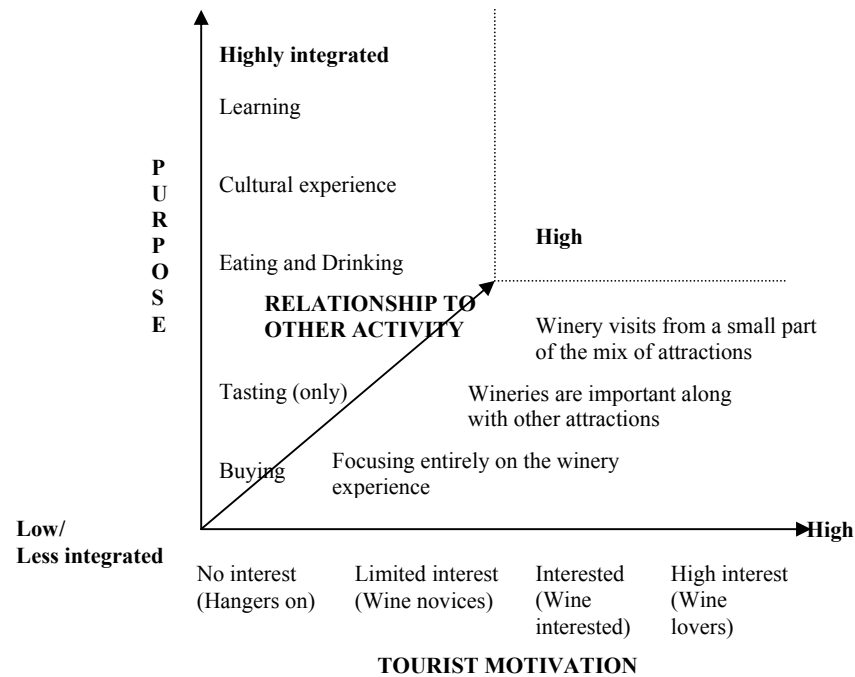 Highly integrated
Learning
PURPOSE
Cultural experience
High
Eating and Drinking
RELATIONSHIP TO
OTHER ACTIVITY
Winery visits from a small part
of the mix of attractions
Tasting (only)
Wineries are important along
with other attractions
Buying
Focusing entirely on the winery
experience
Low/
Less integrated
High
No interest
(Hangers on)
Limited interest
(Wine novices)
Interested
(Wine
interested)
High interest
(Wine
lovers)
TOURIST MOTIVATION